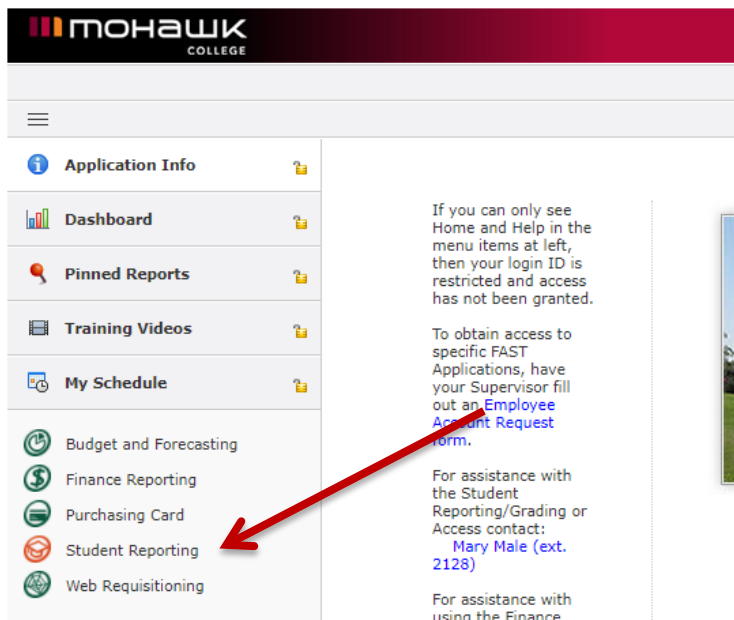 mohawk
COLLEGE
Application Info
Dashboard
Pinned Reports
Training Videos
My Schedule
Budget and Forecasting
Finance Reporting
Purchasing Card
Student Reporting
Web Requisitioning
If you can only see
Home and Help in the
menu items at left,
then your login ID is
restricted and access
has not been granted.
To obtain access to
specific FAST
Applications, have
your Supervisor fill
out an Employee
Account Request
form.
For assistance with
the Student
Reporting/Grading or
Access contact:
Mary Male (ext.
2128)
For assistance with
using the Finance